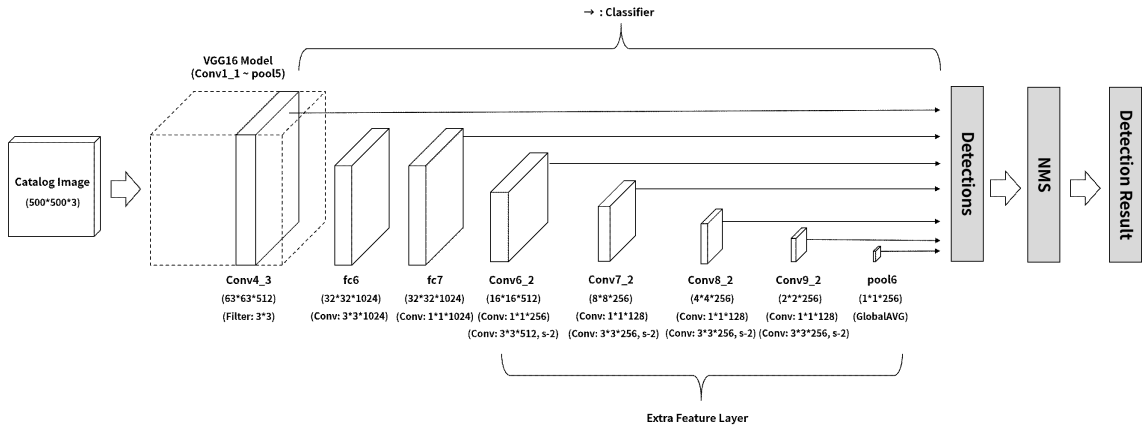 → : Classifier
VGG16 Model
(Conv1_1 ~ pool5)
Catalog Image
(500*500*3)
Conv4_3
(63*63*512)
(Filter: 3*3)
fc6
(32*32*1024)
(Conv: 3*3*1024)
fc7
(32*32*1024)
(Conv: 1*1*1024)
Conv6_2
(16*16*512)
(Conv: 1*1*256)
(Conv: 3*3*512, s-2)
Conv7_2
(8*8*256)
(Conv: 1*1*128)
(Conv: 3*3*256, s-2)
Conv8_2
(4*4*256)
(Conv: 1*1*128)
(Conv: 3*3*256, s-2)
Conv9_2
(2*2*256)
(Conv: 1*1*128)
(Conv: 3*3*256, s-2)
pool6
(1*1*256)
(GlobalAVG)
Extra Feature Layer
Detections
NMS
Detection Result